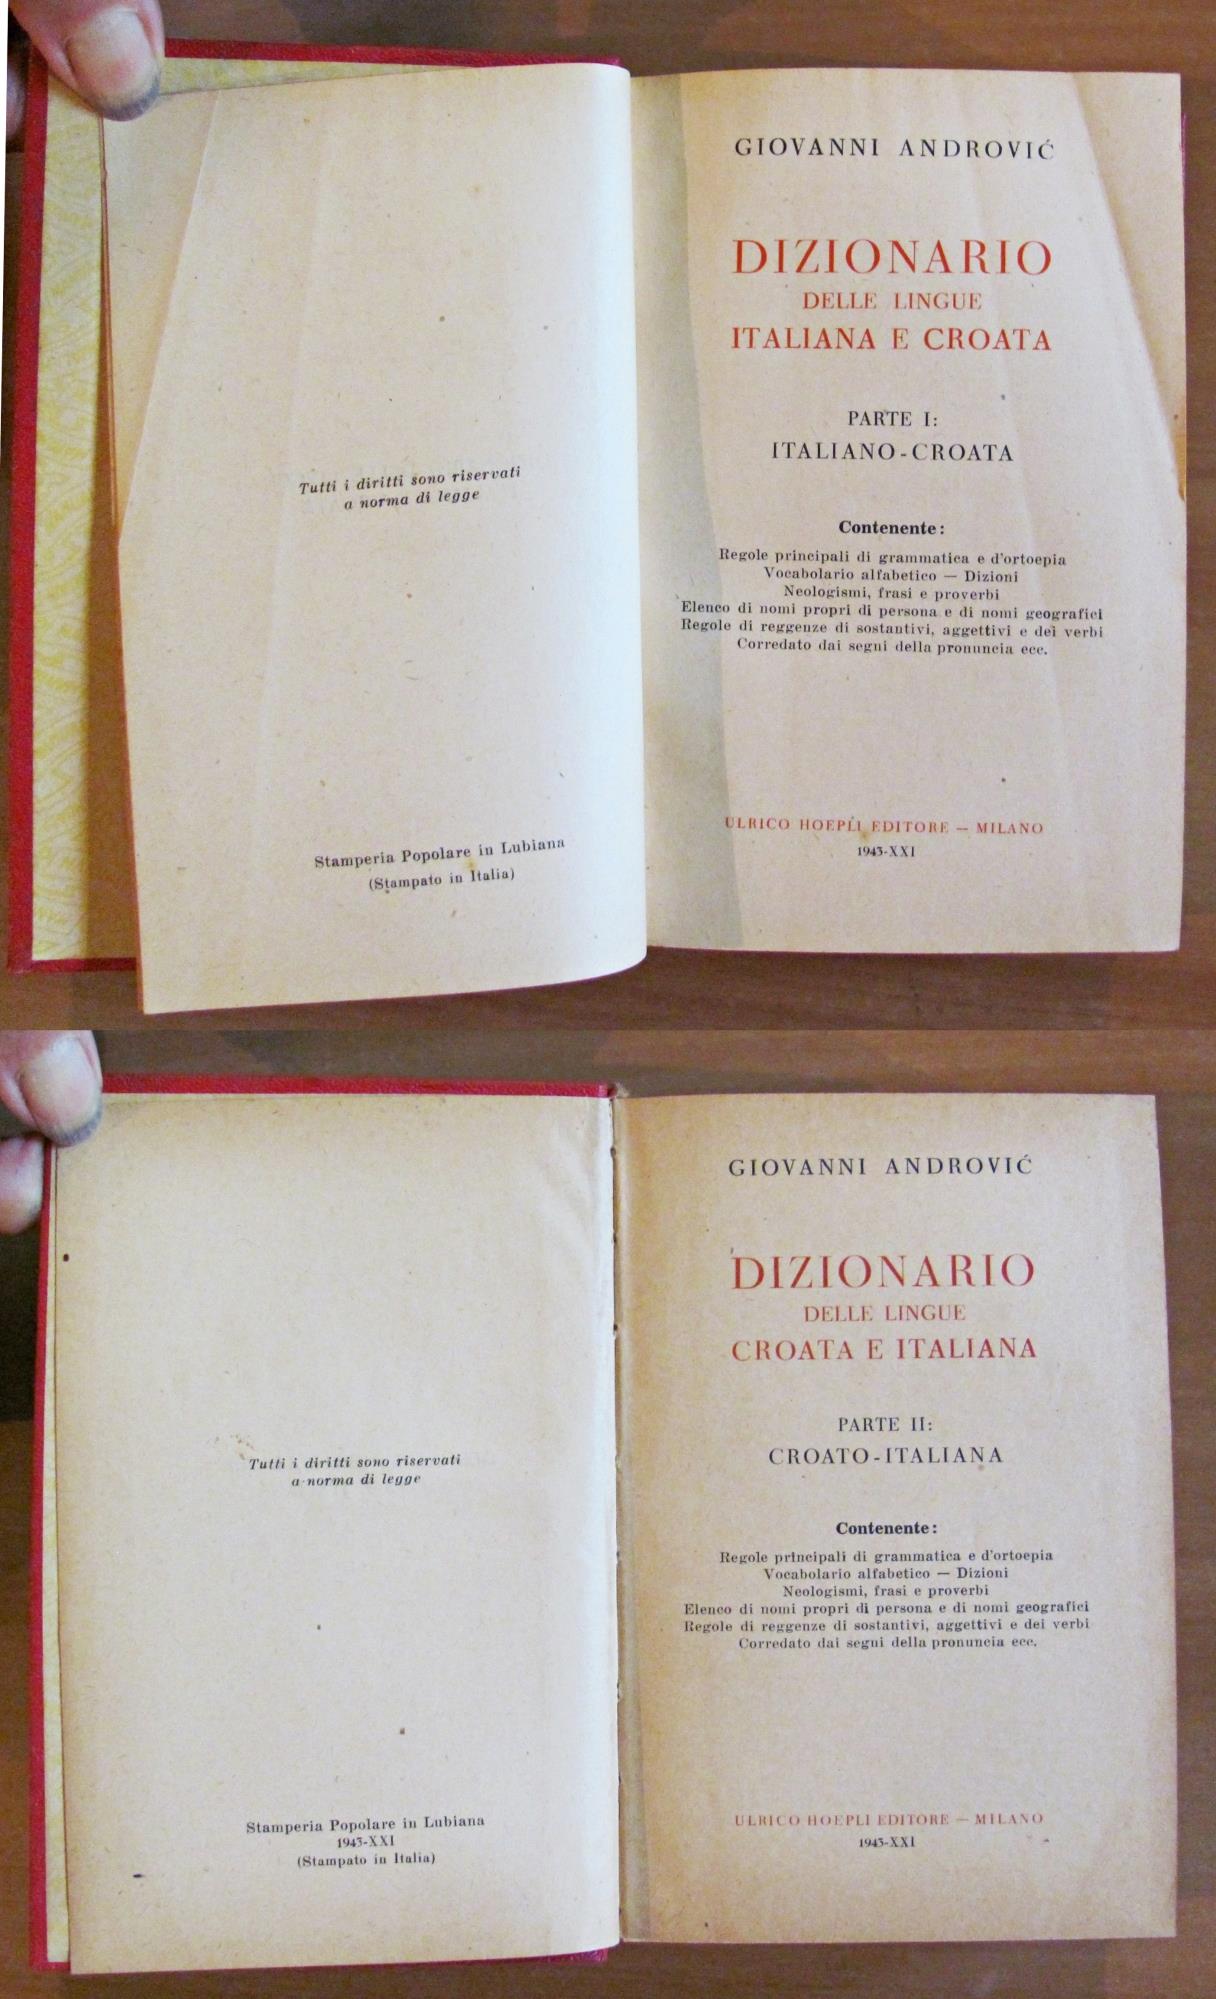 Tutti i diritti sono riservati
a norma di legge
Stamperia Popolare in Lubiana
(Stampato in Italia)
GIOVANNI ANDROVIĆ
DIZIONARIO
DELLE LINGUE
ITALIANA E CROATA
PARTE I:
ITALIANO-CROATA
Contenente:
Regole principali di grammatica e d'ortoepia
Vocabolario alfabetico — Dizioni
Neologismi, frasi e proverbi
Elenco di nomi propri di persona e di nomi geografici
Regole di reggenze di sostantivi, aggettivi e dei verbi
Corredato dai segni della pronuncia ecc.
ULRICO HOEPLI EDITORE — MILANO
1943-XXI
Tutti i diritti sono riservati
a norma di legge
Stamperia Popolare in Lubiana
1943-XXI
(Stampato in Italia)
GIOVANNI ANDROVIĆ
DIZIONARIO
DELLE LINGUE
CROATA E ITALIANA
PARTE II:
CROATO-ITALIANA
Contenente:
Regole principali di grammatica e d'ortoepia
Vocabolario alfabetico — Dizioni
Neologismi, frasi e proverbi
Elenco di nomi propri di persona e di nomi geografici
Regole di reggenze di sostantivi, aggettivi e dei verbi
Corredato dai segni della pronuncia ecc.
ULRICO HOEPLI EDITORE — MILANO
1943-XXI